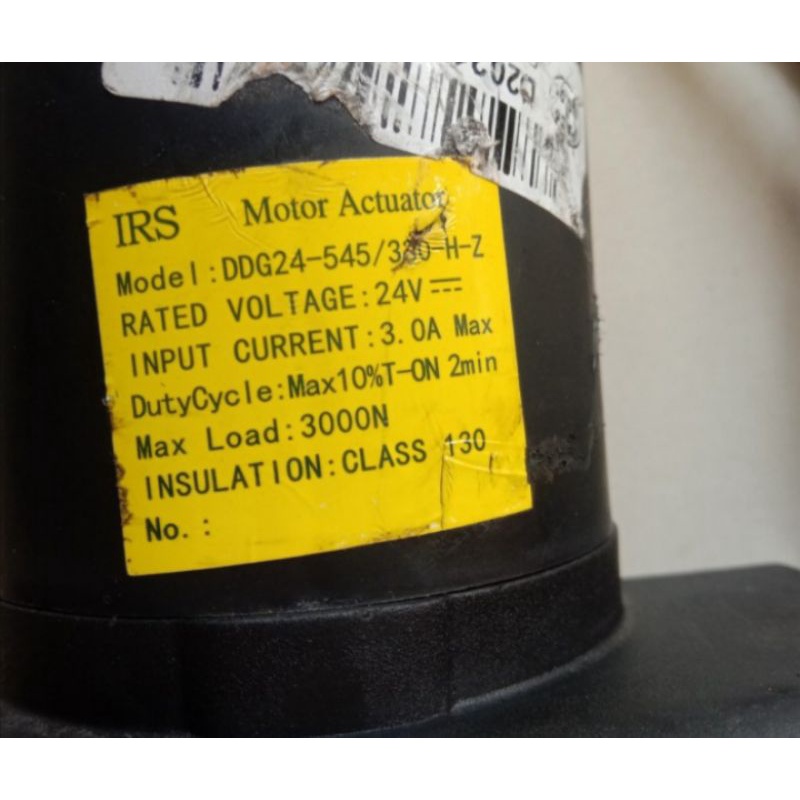 IRS Motor Actuator
Model:DDG24-545/330-H-Z
RATED VOLTAGE:24V
INPUT CURRENT:3.0A Max
DutyCycle:Max10%T-ON 2min
Max Load:3000N
INSULATION:CLASS 130
No.: